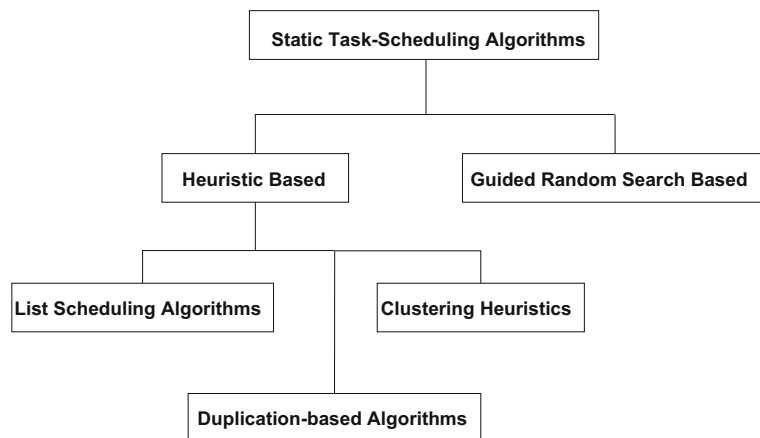 Static Task-Scheduling Algorithms
Heuristic Based
Guided Random Search Based
List Scheduling Algorithms
Clustering Heuristics
Duplication-based Algorithms